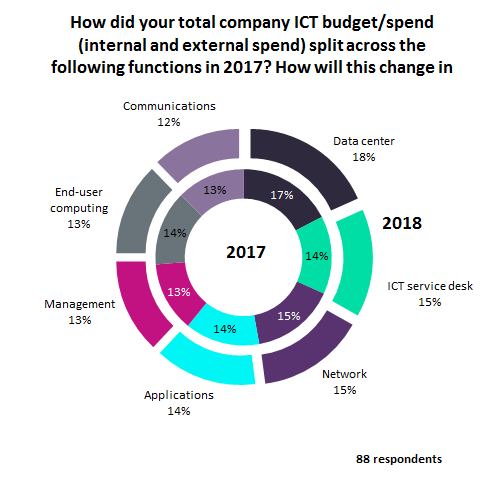 How did your total company ICT budget/spend
(internal and external spend) split across the
following functions in 2017? How will this change in
Communications
12%
Data center
18%
End-user
computing
13%
13%
17%
14%
2017
2018
14%
ICT service desk
15%
Management
13%
13%
15%
14%
Network
15%
Applications
14%
88 respondents